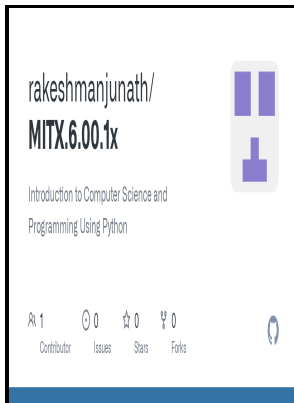 rakeshmanjunath/
MITX.6.00.1x
Introduction to Computer Science and
Programming Using Python
1 0 0 0
Contributor Issues Stars Forks